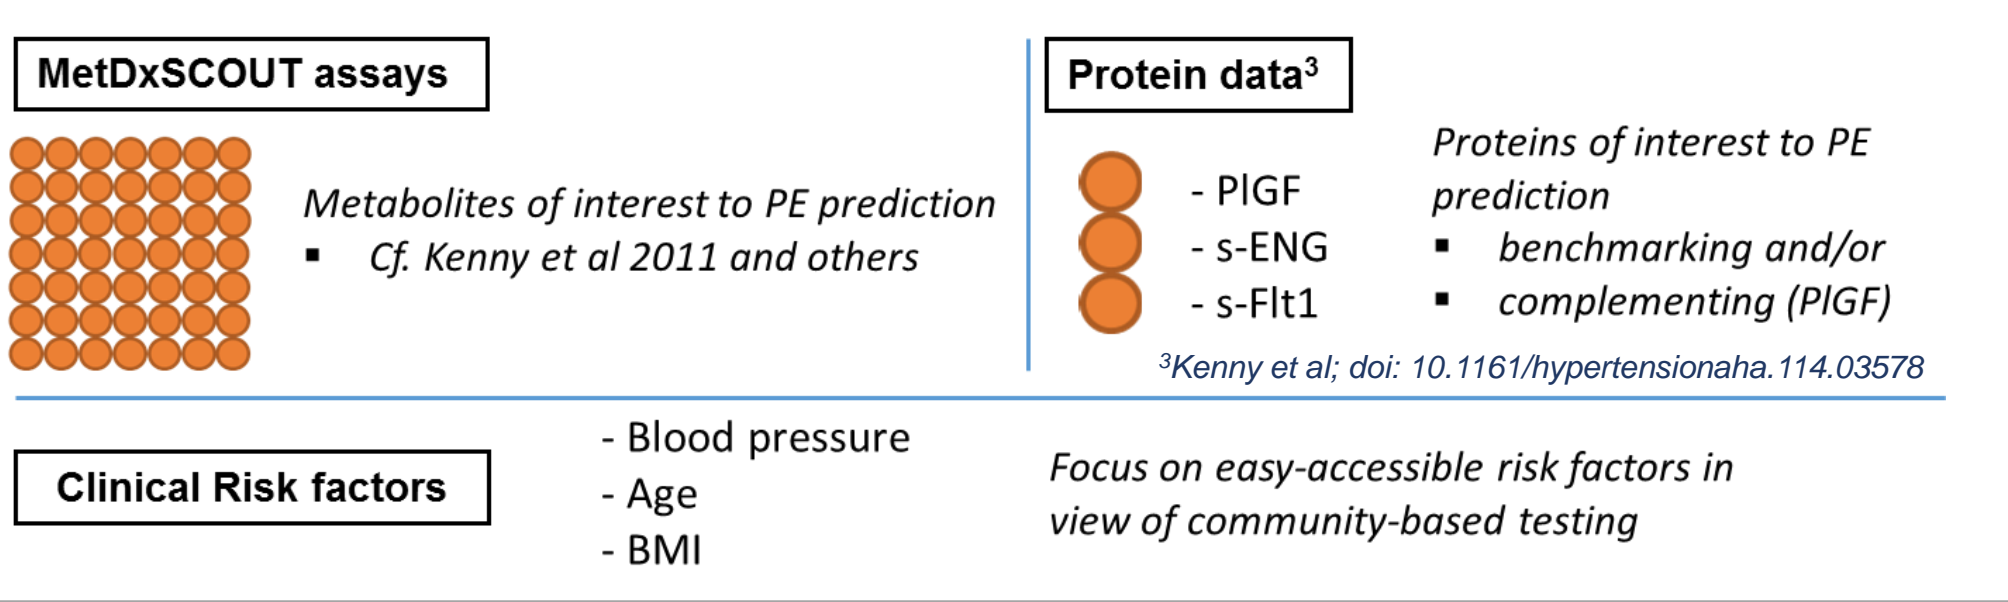 MetDxSCOUT assays
Metabolites of interest to PE prediction
▪ Cf. Kenny et al 2011 and others
Protein data³
- PlGF
- s-ENG
- s-Flt1
Proteins of interest to PE
prediction
▪ benchmarking and/or
▪ complementing (PlGF)
³Kenny et al; doi: 10.1161/hypertensionaha.114.03578
Clinical Risk factors
- Blood pressure
- Age
- BMI
Focus on easy-accessible risk factors in
view of community-based testing